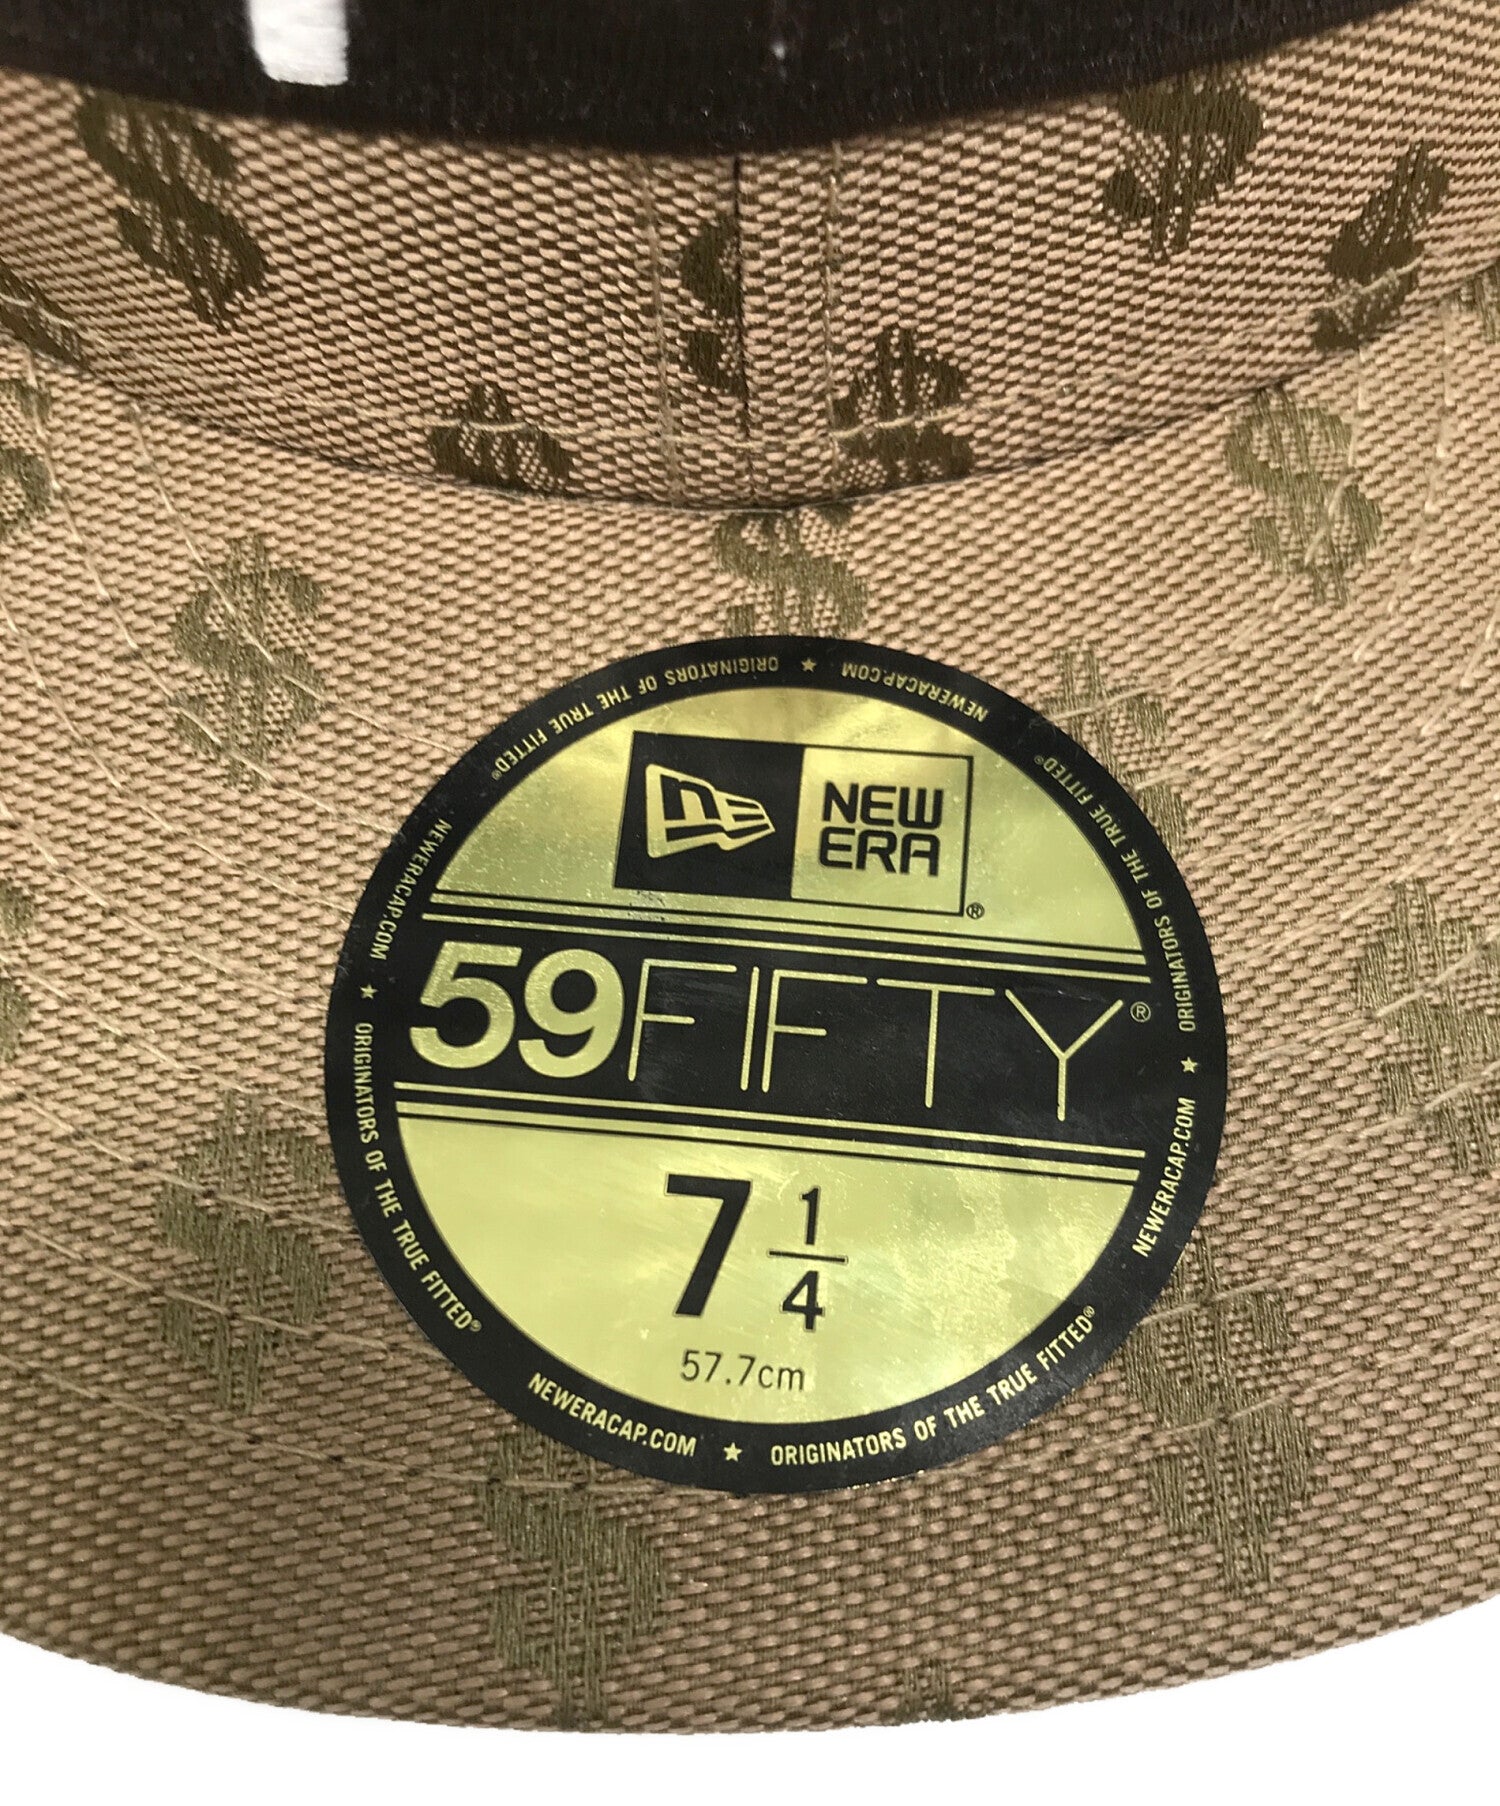 NE
NEW
ERA
®
59FIFTY®
7 1/4
57.7cm
NEWERACAP.COM ★ ORIGINATORS OF THE TRUE FITTED®
NEWERACAP.COM ★ ORIGINATORS OF THE TRUE FITTED®
NEWERACAP.COM ★ ORIGINATORS OF THE TRUE FITTED®
NEWERACAP.COM ★ ORIGINATORS OF THE TRUE FITTED®